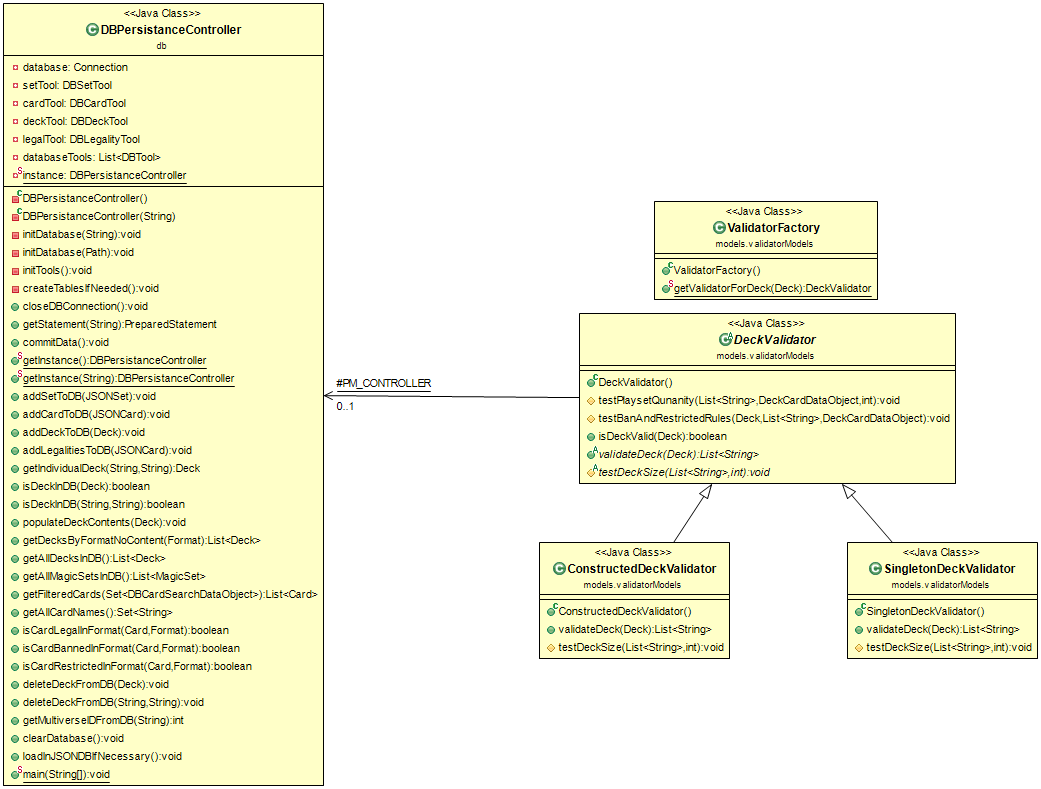 <<Java Class>>
DBPersistanceController
db
database: Connection
setTool: DBSetTool
cardTool: DBCardTool
deckTool: DBDeckTool
legalTool: DBLegalityTool
databaseTools: List<DBTool>
instance: DBPersistanceController
DBPersistanceController()
DBPersistanceController(String)
initDatabase(String):void
initDatabase(Path):void
initTools():void
createTablesIfNeeded():void
closeDBConnection():void
getStatement(String):PreparedStatement
commitData():void
getInstance():DBPersistanceController
getInstance(String):DBPersistanceController
addSetToDB(JSONSet):void
addCardToDB(JSONCard):void
addDeckToDB(Deck):void
addLegalitiesToDB(JSONCard):void
getIndividualDeck(String,String):Deck
isDeckInDB(Deck):boolean
isDeckInDB(String,String):boolean
populateDeckContents(Deck):void
getDecksByFormatNoContent(Format):List<Deck>
getAllDecksInDB():List<Deck>
getAllMagicSetsInDB():List<MagicSet>
getFilteredCards(Set<DBCardSearchDataObject>):List<Card>
getAllCardNames():Set<String>
isCardLegalInFormat(Card,Format):boolean
isCardBannedInFormat(Card,Format):boolean
isCardRestrictedInFormat(Card,Format):boolean
deleteDeckFromDB(Deck):void
deleteDeckFromDB(String,String):void
getMultiverseIDFromDB(String):int
clearDatabase():void
loadInJSONDBIfNecessary():void
main(String[]):void
#PM_CONTROLLER
0..1
<<Java Class>>
ValidatorFactory
models.validatorModels
ValidatorFactory()
getValidatorForDeck(Deck):DeckValidator
<<Java Class>>
DeckValidator
models.validatorModels
DeckValidator()
testPlaysetQunanity(List<String>,DeckCardDataObject,int):void
testBanAndRestrictedRules(Deck,List<String>,DeckCardDataObject):void
isDeckValid(Deck):boolean
validateDeck(Deck):List<String>
testDeckSize(List<String>,int):void
<<Java Class>>
ConstructedDeckValidator
models.validatorModels
ConstructedDeckValidator()
validateDeck(Deck):List<String>
testDeckSize(List<String>,int):void
<<Java Class>>
SingletonDeckValidator
models.validatorModels
SingletonDeckValidator()
validateDeck(Deck):List<String>
testDeckSize(List<String>,int):void